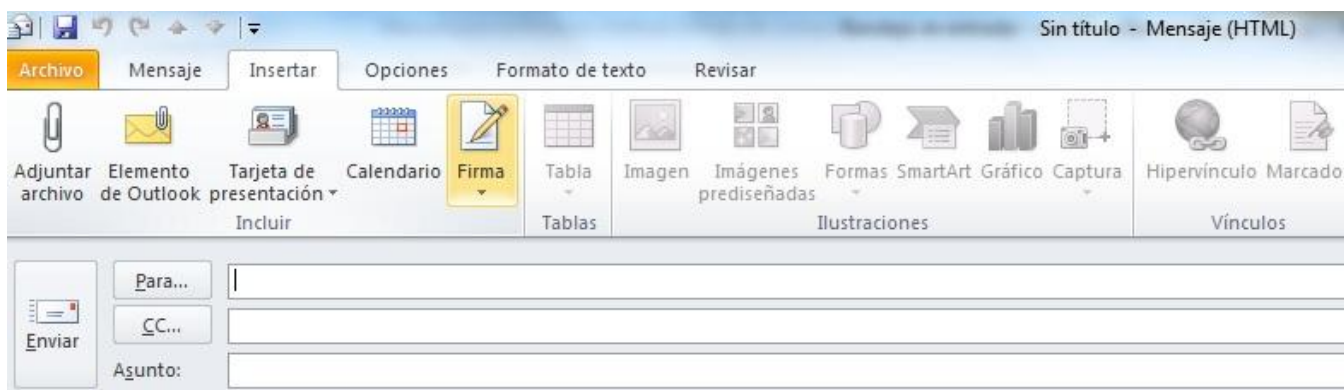 Sin título - Mensaje (HTML)
Archivo Mensaje Insertar Opciones Formato de texto Revisar
Adjuntar archivo Elemento de Outlook Tarjeta de presentación Calendario Firma Tabla Imagen Imágenes prediseñadas Formas SmartArt Gráfico Captura Hipervínculo Marcado
Incluir Tablas Ilustraciones Vínculos
Para...
CC...
Enviar
Asunto: